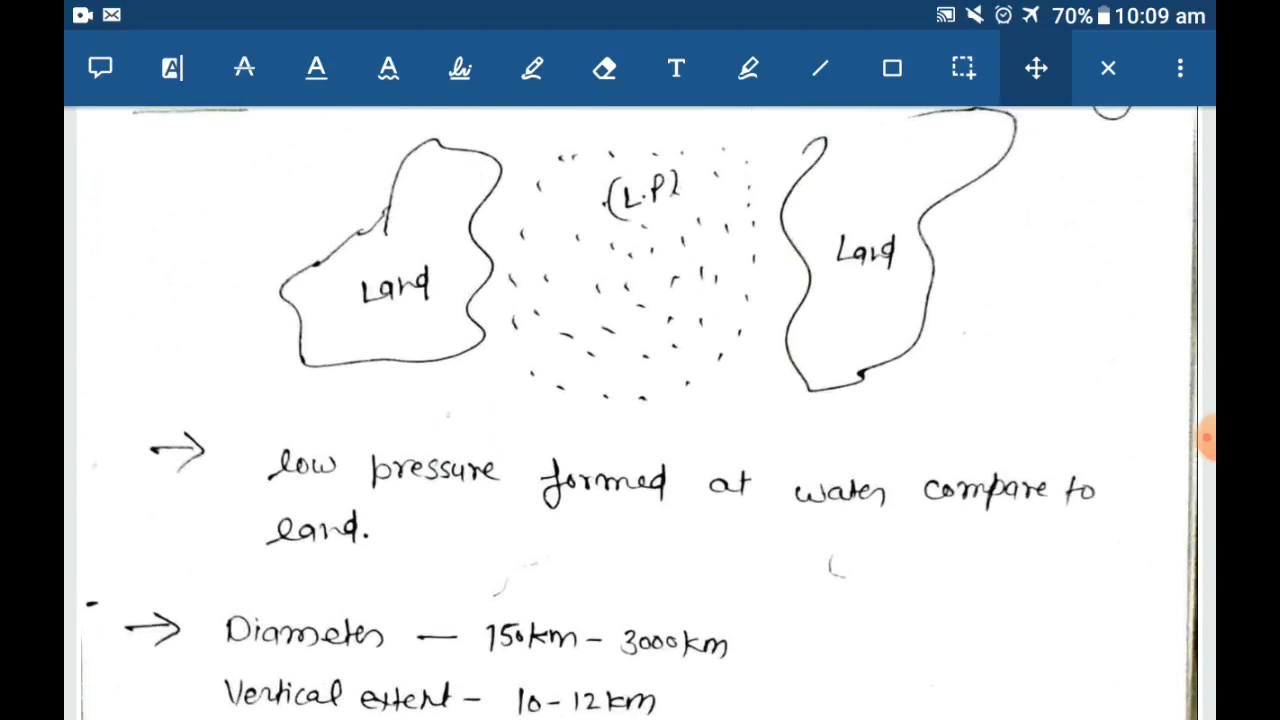 70% 10:09 am
(L.P)
Land
Land
→ low pressure formed at water compare to
land.
→ Diameter — 150km - 3000km
Vertical extent - 10-12km